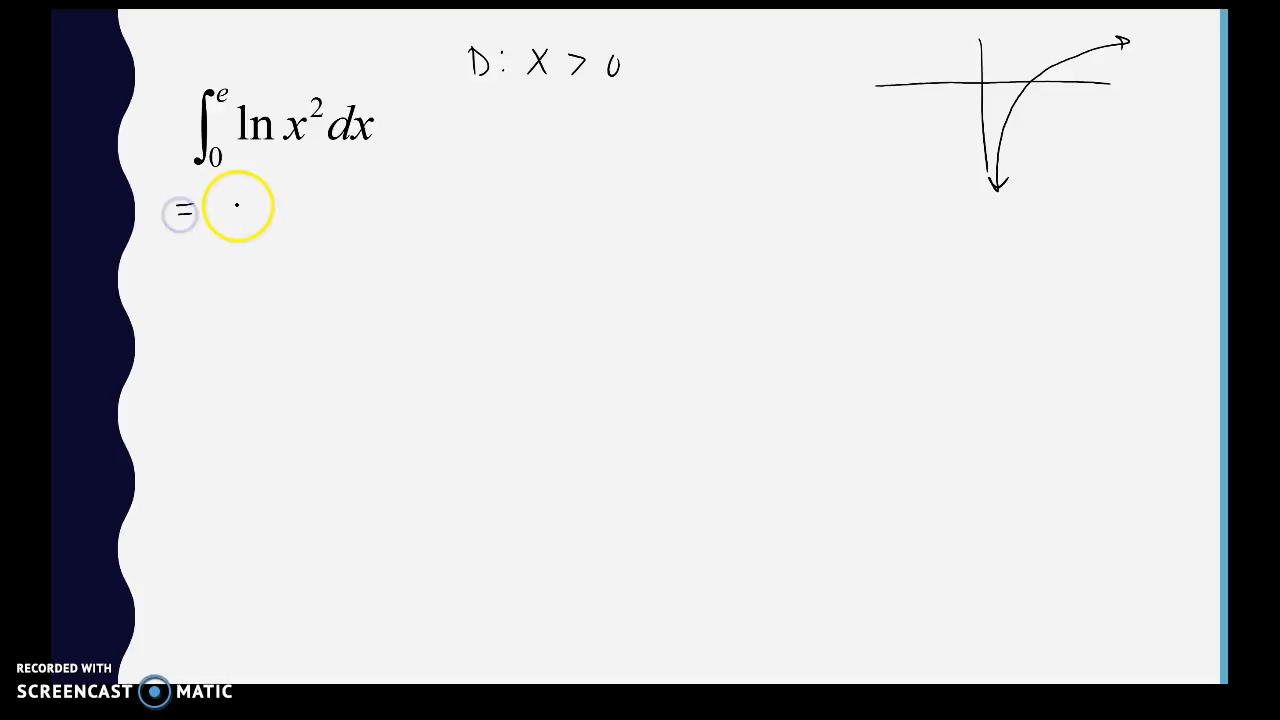 D: X > 0
∫₀ᵉ ln x² dx
=
RECORDED WITH
SCREENCAST MATIC